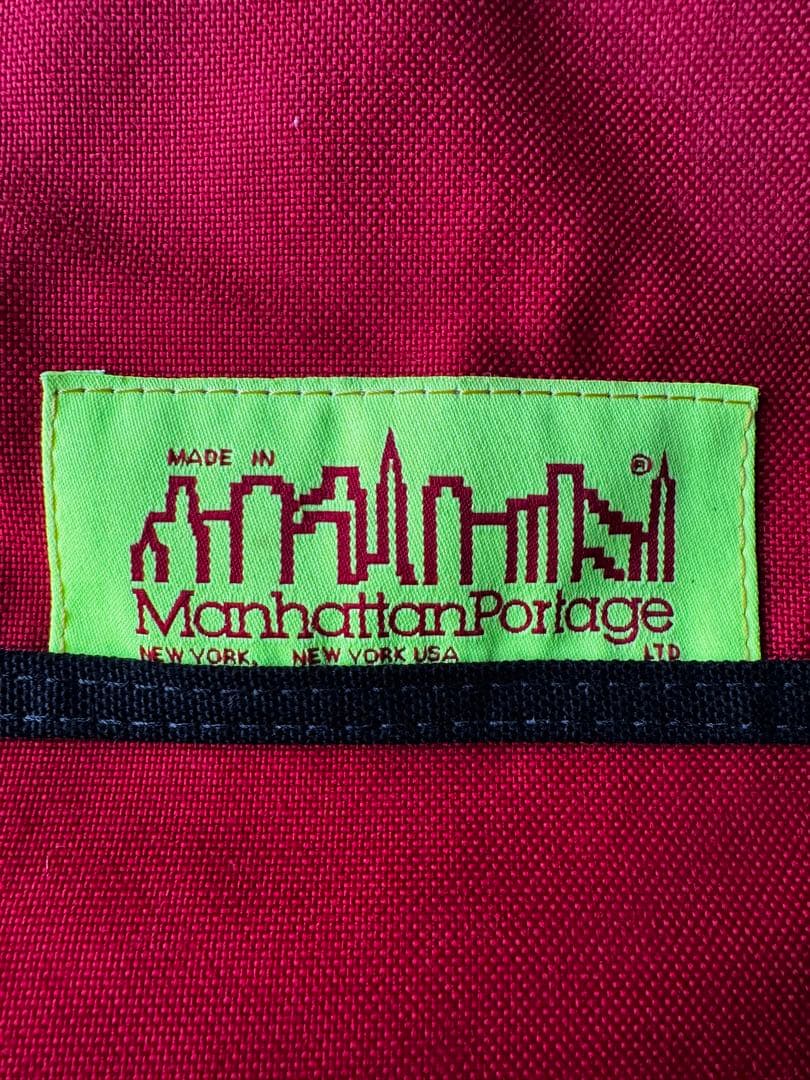 MADE IN ®
ManhattanPortage
NEW YORK, NEW YORK USA LTD